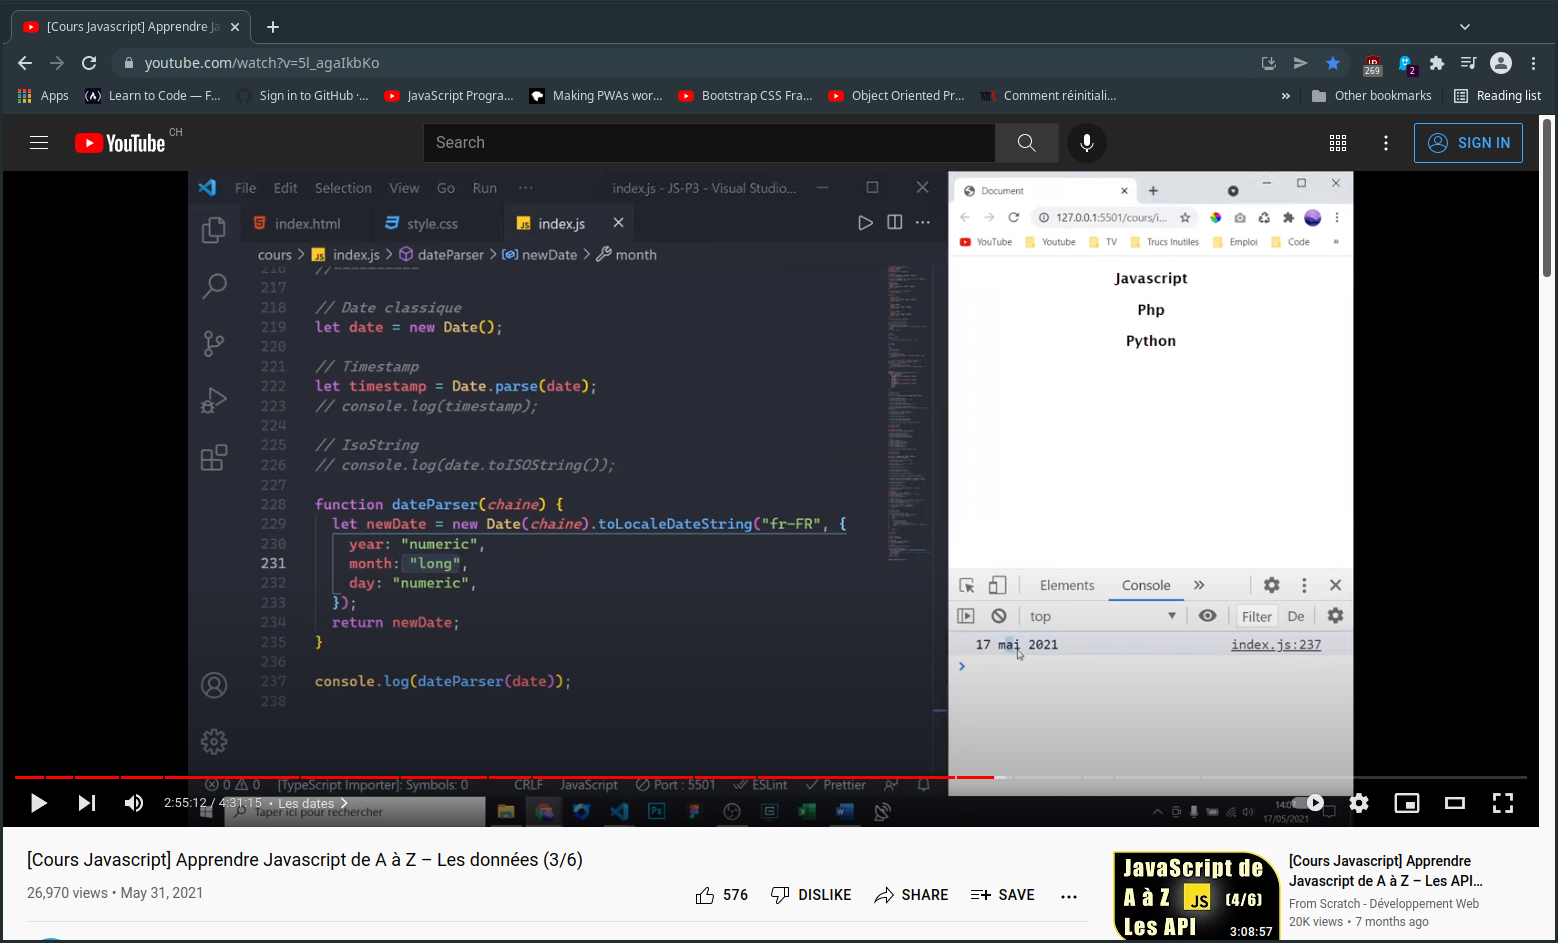 [Cours Javascript] Apprendre Ja
youtube.com/watch?v=5l_agaIkbKo
269
2
Apps
Learn to Code — F...
Sign in to GitHub ·...
JavaScript Progra...
Making PWAs wor...
Bootstrap CSS Fra...
Object Oriented Pr...
Comment réinitiali...
»
Other bookmarks
Reading list
YouTube CH
Search
SIGN IN
File Edit Selection View Go Run ··· index.js - JS-P3 - Visual Studio...
index.html style.css JS index.js
cours > JS index.js > dateParser > newDate > month
216 //----------
217
218 // Date classique
219 let date = new Date();
220
221 // Timestamp
222 let timestamp = Date.parse(date);
223 // console.log(timestamp);
224
225 // IsoString
226 // console.log(date.toISOString());
227
228 function dateParser(chaine) {
229 let newDate = new Date(chaine).toLocaleDateString("fr-FR", {
230 year: "numeric",
231 month: "long",
232 day: "numeric",
233 });
234 return newDate;
235 }
236
237 console.log(dateParser(date));
238
0 0 [TypeScript Importer]: Symbols: 0 CRLF JavaScript Port : 5501 ESLint Prettier
Document
127.0.0.1:5501/cours/i...
YouTube Youtube TV Trucs Inutiles Emploi Code »
Javascript
Php
Python
Elements Console »
top Filter De
17 mai 2021 index.js:237
>
Taper ici pour rechercher
Ps
17/05/2021
2:55:12 / 4:31:15 • Les dates >
[Cours Javascript] Apprendre Javascript de A à Z – Les données (3/6)
26,970 views • May 31, 2021
576 DISLIKE SHARE SAVE ...
JavaScript de
A à Z JS (4/6)
Les API 3:08:57
[Cours Javascript] Apprendre
Javascript de A à Z – Les API...
From Scratch - Développement Web
20K views • 7 months ago